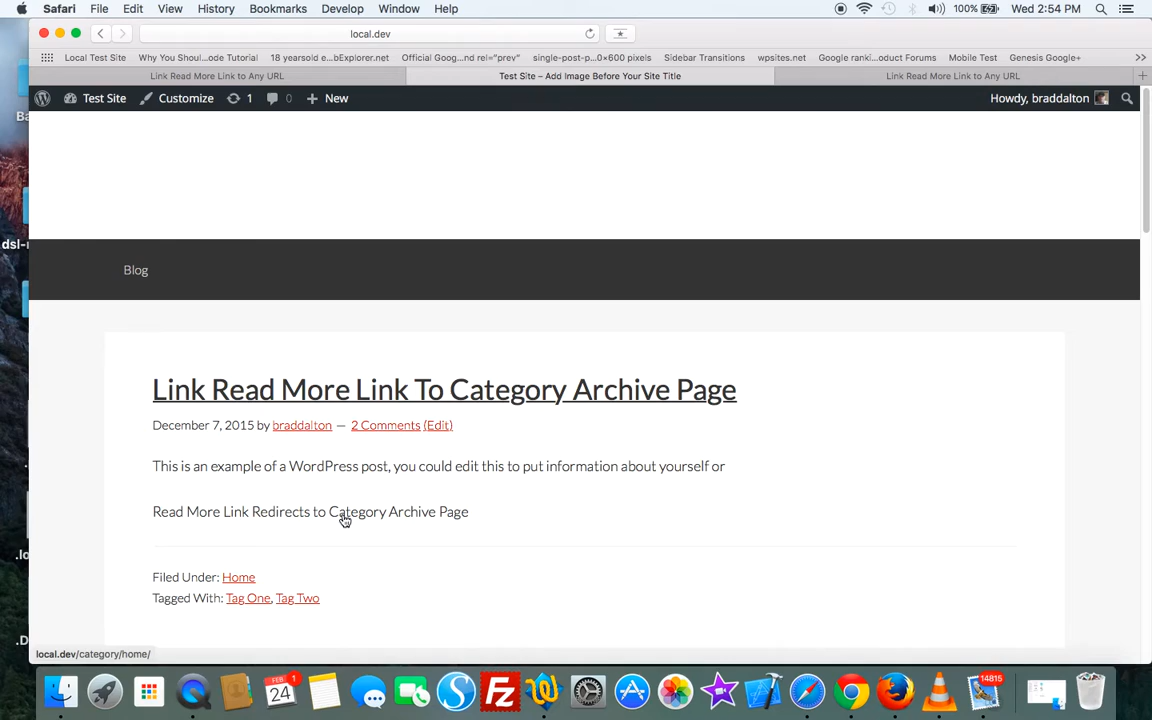 Safari File Edit View History Bookmarks Develop Window Help 100% Wed 2:54 PM
local.dev
Local Test Site Why You Shoul...ode Tutorial 18 yearsold e...bExplorer.net Official Goog...nd rel="prev" single-post-p...0×600 pixels Sidebar Transitions wpsites.net Google ranki...oduct Forums Mobile Test Genesis Google+
Link Read More Link to Any URL Test Site – Add Image Before Your Site Title Link Read More Link to Any URL
Test Site Customize 1 0 New Howdy, braddalton
Ba
Blog
dsl-r
Link Read More Link To Category Archive Page
December 7, 2015 by braddalton — 2 Comments (Edit)
This is an example of a WordPress post, you could edit this to put information about yourself or
Read More Link Redirects to Category Archive Page
.lo
Filed Under: Home
Tagged With: Tag One, Tag Two
.D
local.dev/category/home/
FEB 24 1 14815